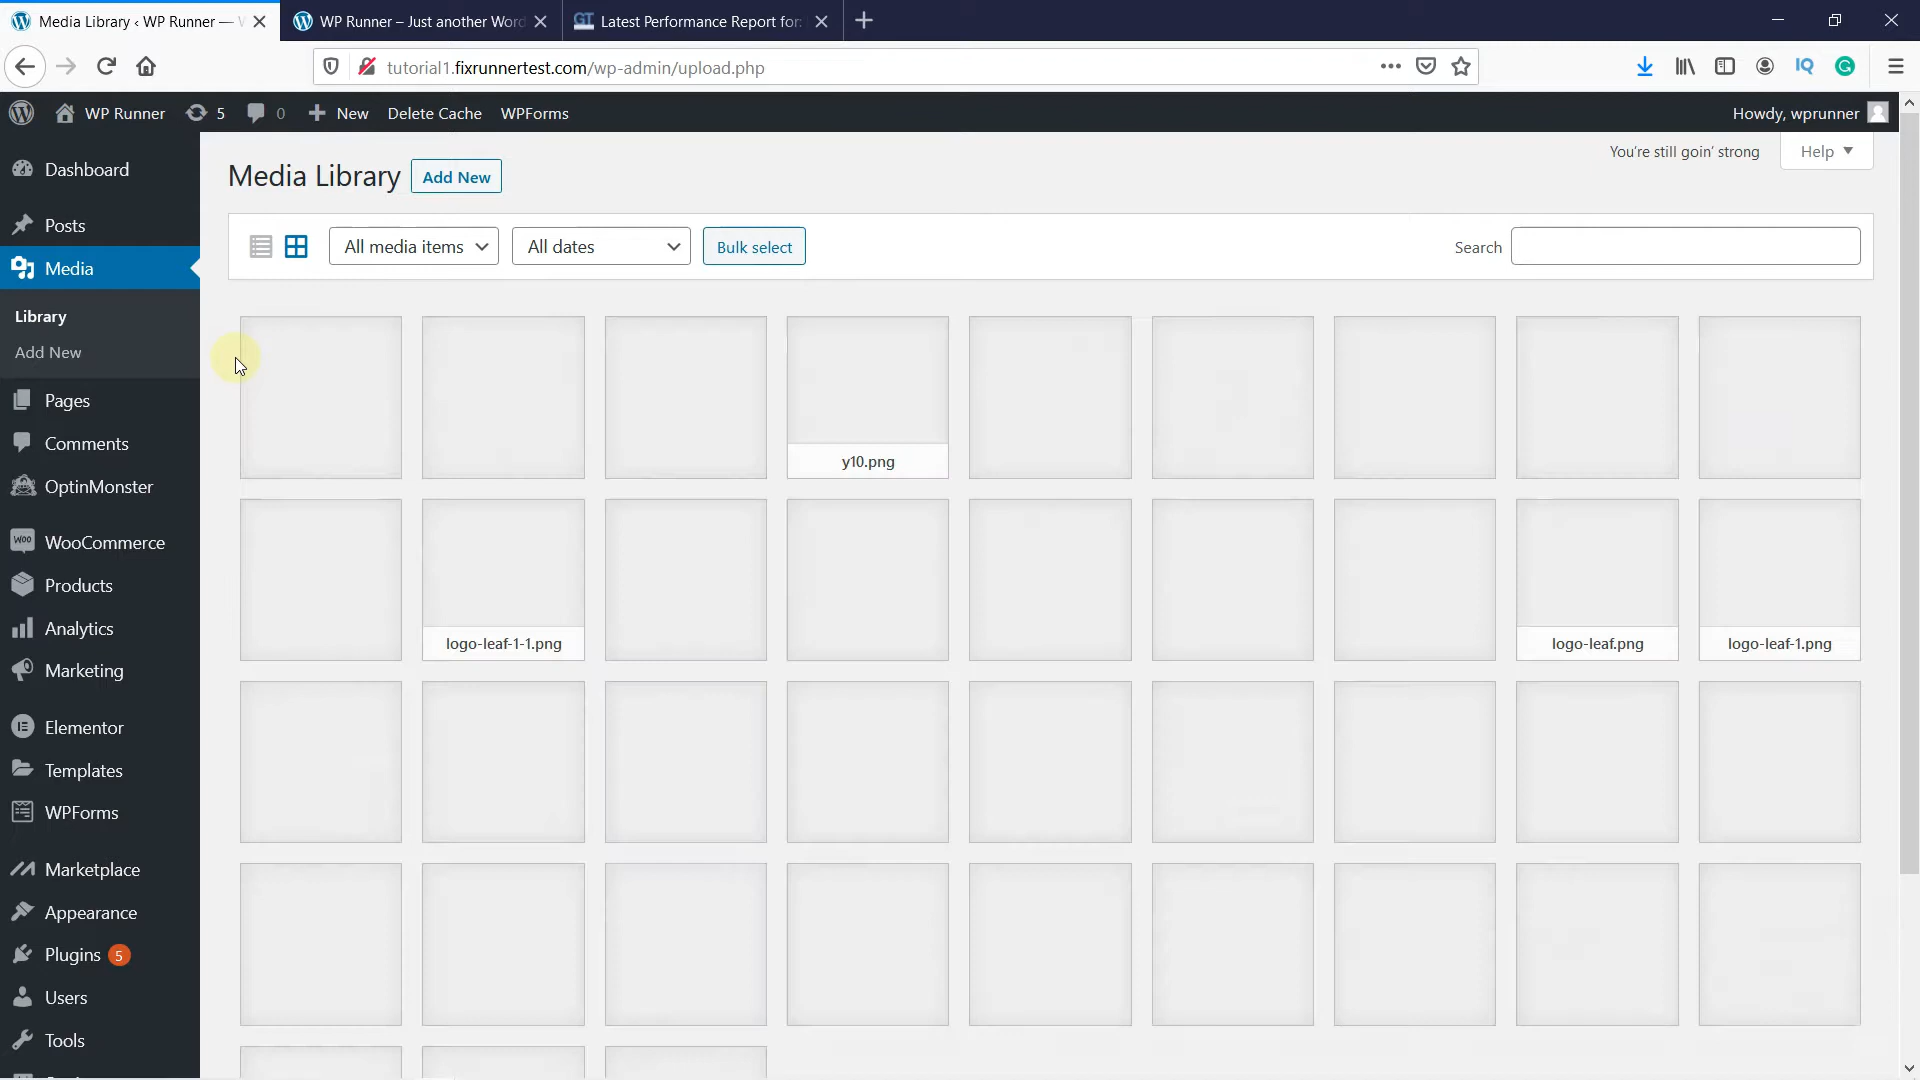 Media Library ‹ WP Runner — W
WP Runner – Just another Word
GT Latest Performance Report for:
tutorial1.fixrunnertest.com/wp-admin/upload.php
IQ
WP Runner 5 0 New Delete Cache WPForms Howdy, wprunner
Dashboard
Posts
Media
Library
Add New
Pages
Comments
OptinMonster
Woo WooCommerce
Products
Analytics
Marketing
Elementor
Templates
WPForms
Marketplace
Appearance
Plugins 5
Users
Tools
You're still goin' strong
Help
Media Library Add New
All media items All dates Bulk select Search
y10.png
logo-leaf-1-1.png
logo-leaf.png
logo-leaf-1.png